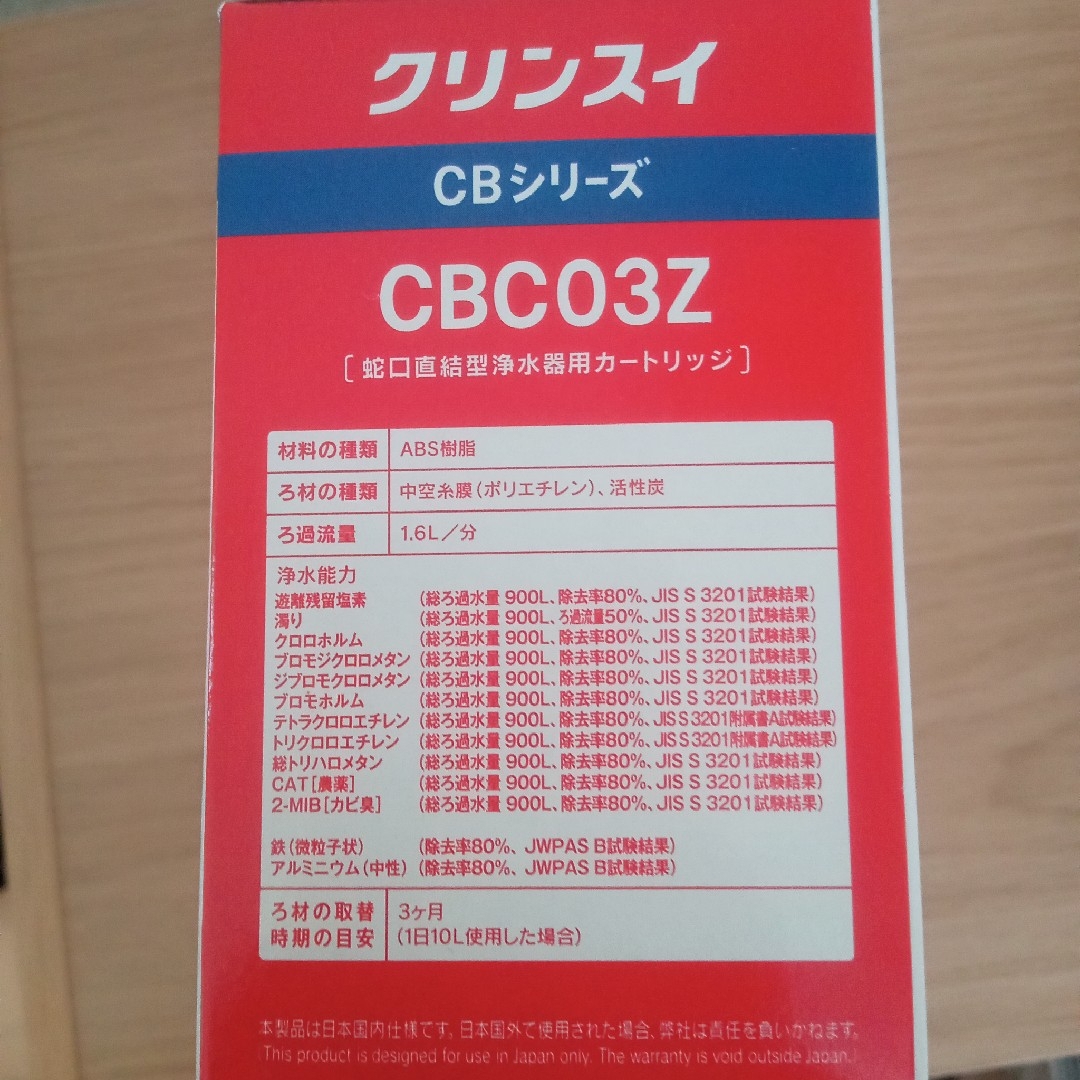 クリンスイ
CBシリーズ
CBC03Z
[蛇口直結型浄水器用カートリッジ]
材料の種類 ABS樹脂
ろ材の種類 中空糸膜(ポリエチレン)、活性炭
ろ過流量 1.6L/分
浄水能力
遊離残留塩素 (総ろ過水量 900L、除去率80%、JIS S 3201試験結果)
濁り (総ろ過水量 900L、ろ過流量50%、JIS S 3201試験結果)
クロロホルム (総ろ過水量 900L、除去率80%、JIS S 3201試験結果)
ブロモジクロロメタン (総ろ過水量 900L、除去率80%、JIS S 3201試験結果)
ジブロモクロロメタン (総ろ過水量 900L、除去率80%、JIS S 3201試験結果)
ブロモホルム (総ろ過水量 900L、除去率80%、JIS S 3201試験結果)
テトラクロロエチレン (総ろ過水量 900L、除去率80%、JIS S 3201附属書A試験結果)
トリクロロエチレン (総ろ過水量 900L、除去率80%、JIS S 3201附属書A試験結果)
総トリハロメタン (総ろ過水量 900L、除去率80%、JIS S 3201試験結果)
CAT[農薬] (総ろ過水量 900L、除去率80%、JIS S 3201試験結果)
2-MIB[カビ臭] (総ろ過水量 900L、除去率80%、JIS S 3201試験結果)
鉄(微粒子状) (除去率80%、JWPAS B試験結果)
アルミニウム(中性) (除去率80%、JWPAS B試験結果)
ろ材の取替 3ヶ月
時期の目安 (1日10L使用した場合)
本製品は日本国内仕様です。日本国外で使用された場合、弊社は責任を負いかねます。
(This product is designed for use in Japan only. The warranty is void outside Japan.)